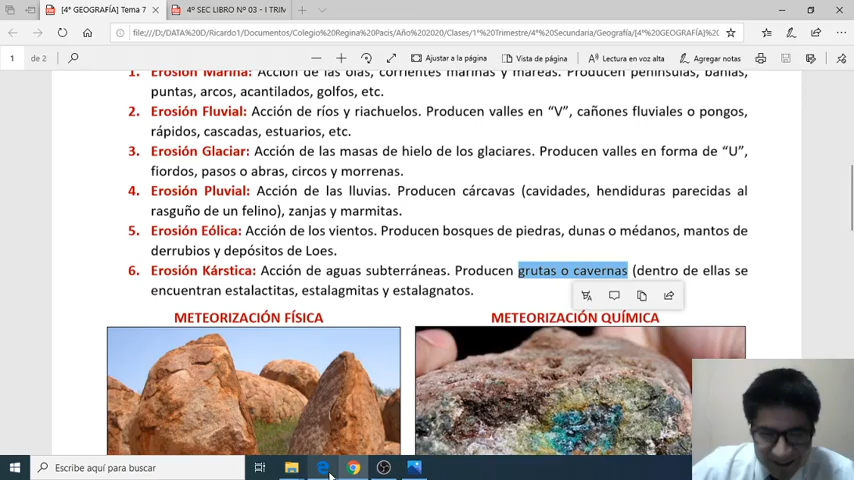 [4° GEOGRAFÍA] Tema 7
4º SEC LIBRO Nº 03 - I TRIM
file:///D:/DATA%20D/Ricardo1/Documentos/Colegio%20Regina%20Pacis/Año%202020/Clases/1°%20Trimestre/4°%20Secundaria/Geografía/[4°%20GEOGRAFÍA]%2C
1 de 2
Ajustar a la página
Vista de página
Leer en voz alta
Agregar notas
1. Erosión Marina: Acción de las olas, corrientes marinas y mareas. Producen penínsulas, bahías,
puntas, arcos, acantilados, golfos, etc.
2. Erosión Fluvial: Acción de ríos y riachuelos. Producen valles en “V”, cañones fluviales o pongos,
rápidos, cascadas, estuarios, etc.
3. Erosión Glaciar: Acción de las masas de hielo de los glaciares. Producen valles en forma de “U”,
fiordos, pasos o abras, circos y morrenas.
4. Erosión Pluvial: Acción de las lluvias. Producen cárcavas (cavidades, hendiduras parecidas al
rasguño de un felino), zanjas y marmitas.
5. Erosión Eólica: Acción de los vientos. Producen bosques de piedras, dunas o médanos, mantos de
derrubios y depósitos de Loes.
6. Erosión Kárstica: Acción de aguas subterráneas. Producen grutas o cavernas (dentro de ellas se
encuentran estalactitas, estalagmitas y estalagnatos.
METEORIZACIÓN FÍSICA
METEORIZACIÓN QUÍMICA
Escribe aquí para buscar